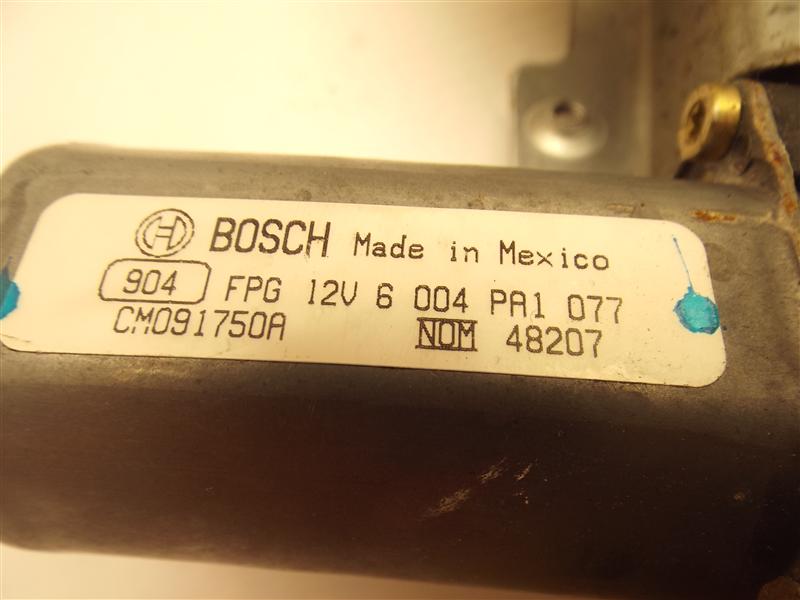 BOSCH Made in Mexico
904 FPG 12V 6 004 PA1 077
CM091750A NOM 48207